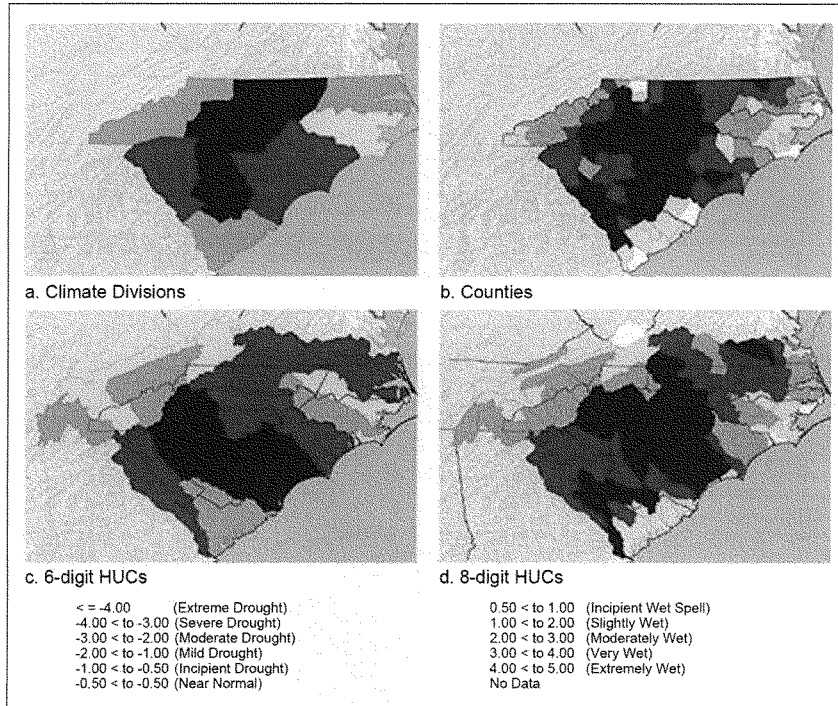 a. Climate Divisions
b. Counties
c. 6-digit HUCs
d. 8-digit HUCs
< = -4.00 (Extreme Drought)
-4.00 < to -3.00 (Severe Drought)
-3.00 < to -2.00 (Moderate Drought)
-2.00 < to -1.00 (Mild Drought)
-1.00 < to -0.50 (Incipient Drought)
-0.50 < to -0.50 (Near Normal)
0.50 < to 1.00 (Incipient Wet Spell)
1.00 < to 2.00 (Slightly Wet)
2.00 < to 3.00 (Moderately Wet)
3.00 < to 4.00 (Very Wet)
4.00 < to 5.00 (Extremely Wet)
No Data